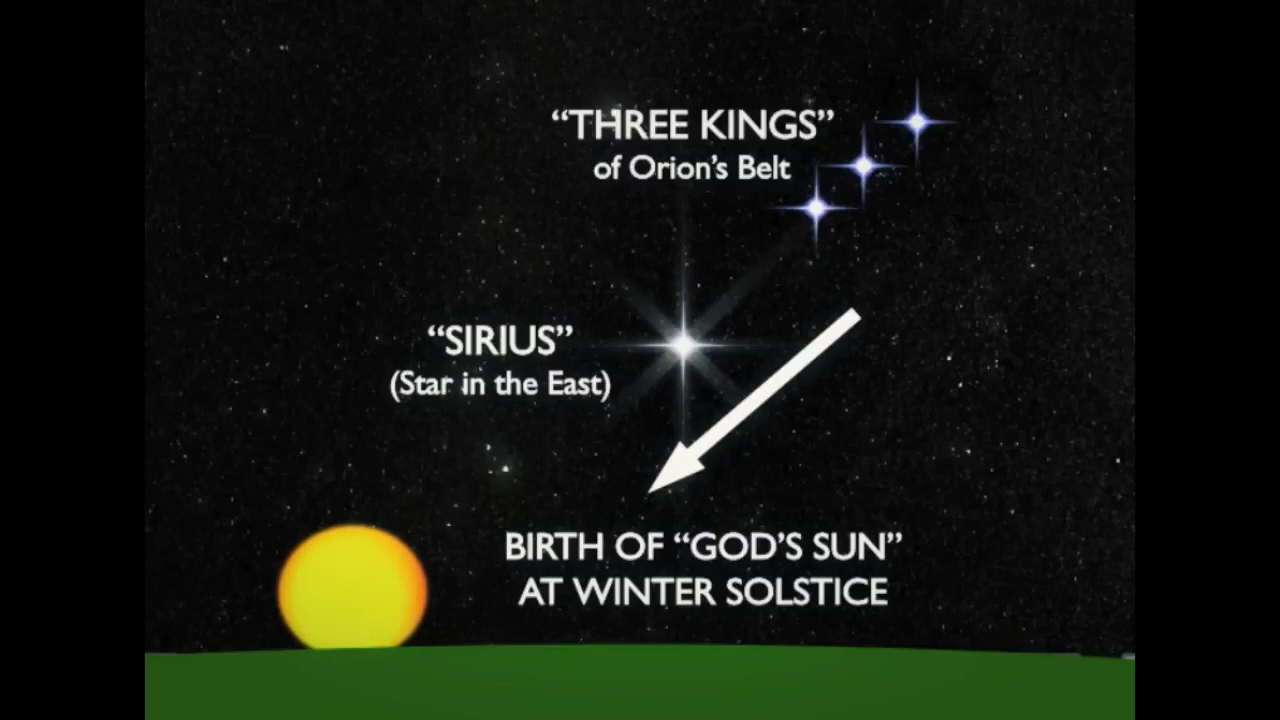 “THREE KINGS”
of Orion’s Belt
“SIRIUS”
(Star in the East)
BIRTH OF “GOD’S SUN”
AT WINTER SOLSTICE